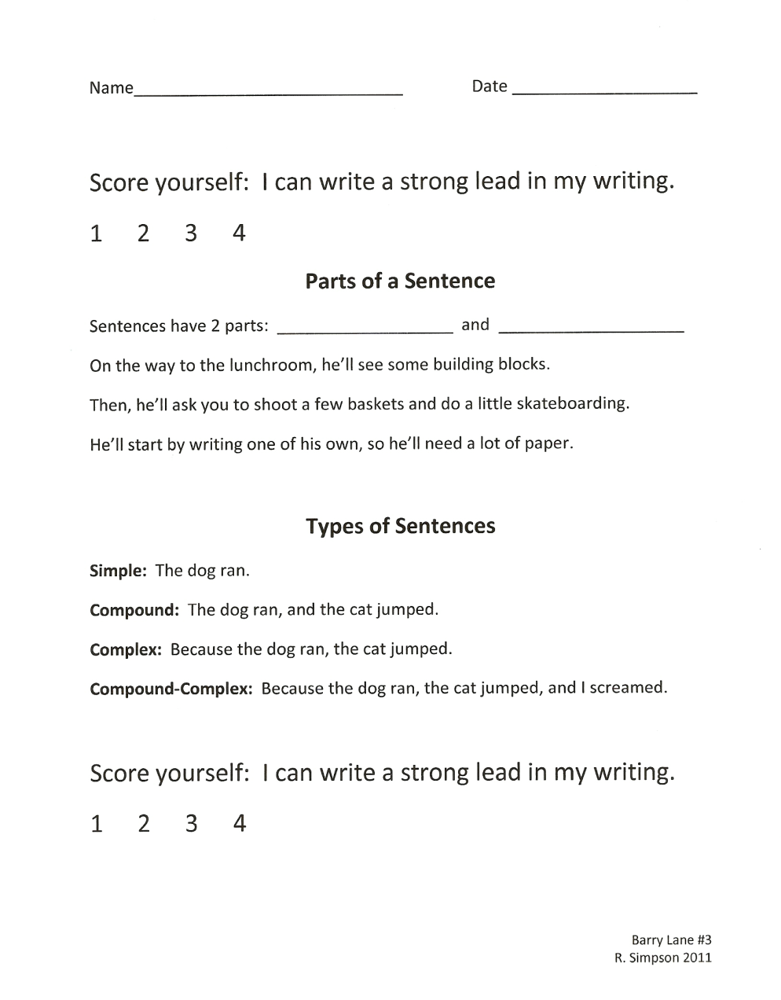 Name______________________________ Date ____________________
Score yourself:  I can write a strong lead in my writing.
1 2 3 4
Parts of a Sentence
Sentences have 2 parts: ____________________ and ____________________
On the way to the lunchroom, he'll see some building blocks.
Then, he'll ask you to shoot a few baskets and do a little skateboarding.
He'll start by writing one of his own, so he'll need a lot of paper.
Types of Sentences
Simple:  The dog ran.
Compound:  The dog ran, and the cat jumped.
Complex:  Because the dog ran, the cat jumped.
Compound-Complex:  Because the dog ran, the cat jumped, and I screamed.
Score yourself:  I can write a strong lead in my writing.
1 2 3 4
Barry Lane #3
R. Simpson 2011